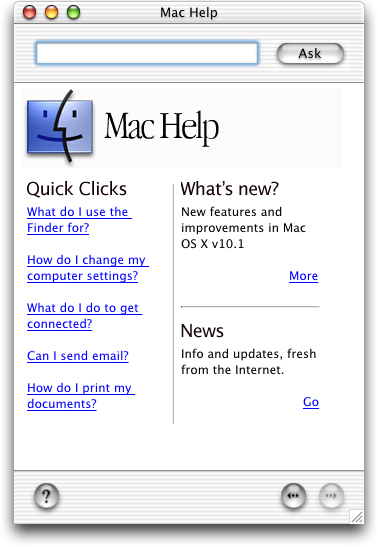 Mac Help
Ask
Mac Help
Quick Clicks
What do I use the
Finder for?
How do I change my
computer settings?
What do I do to get
connected?
Can I send email?
How do I print my
documents?
What's new?
New features and
improvements in Mac
OS X v10.1
More
News
Info and updates, fresh
from the Internet.
Go
?